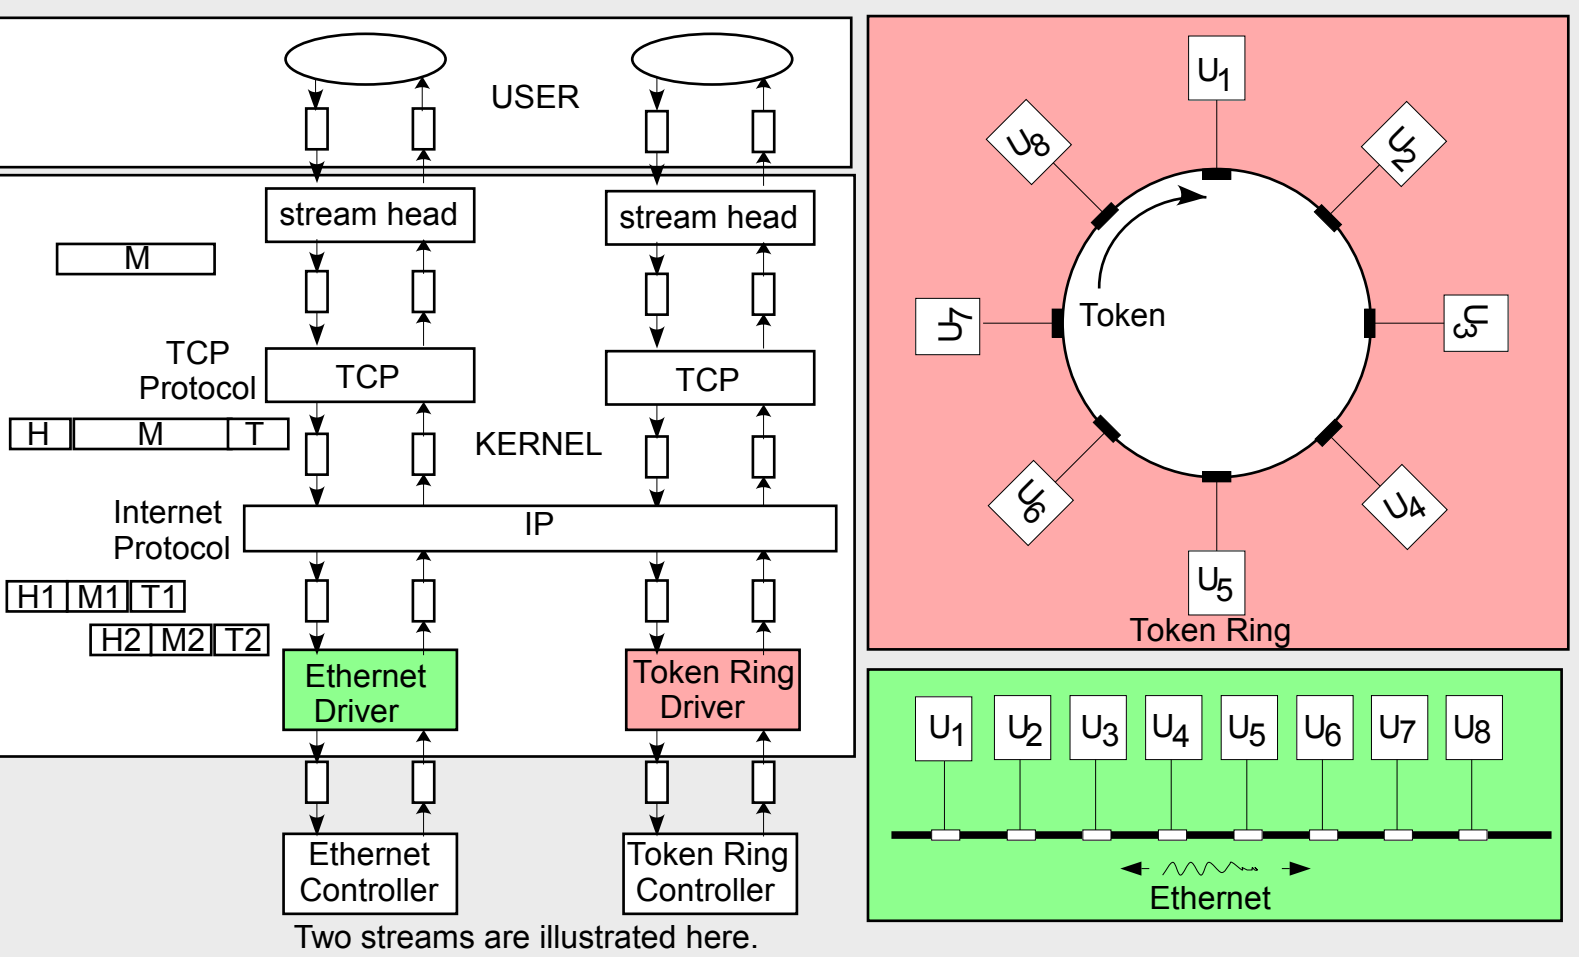 USER
stream head
stream head
M
TCP
Protocol
TCP
TCP
H M T
KERNEL
Internet
Protocol
IP
H1 M1 T1
H2 M2 T2
Ethernet
Driver
Token Ring
Driver
Ethernet
Controller
Token Ring
Controller
Two streams are illustrated here.
U1
U2
U3
U4
U5
U6
U7
U8
Token
Token Ring
U1 U2 U3 U4 U5 U6 U7 U8
Ethernet